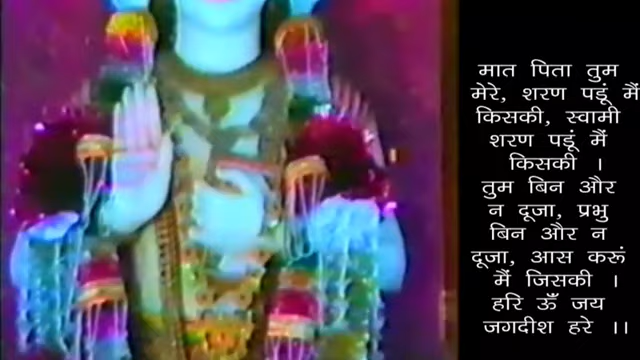 मात पिता तुम
मेरे, शरण पडूं मैं
किसकी, स्वामी
शरण पडूं मैं
किसकी ।
तुम बिन और
न दूजा, प्रभु
बिन और न
दूजा, आस करूं
मैं जिसकी ।
हरि ॐ जय
जगदीश हरे ।।